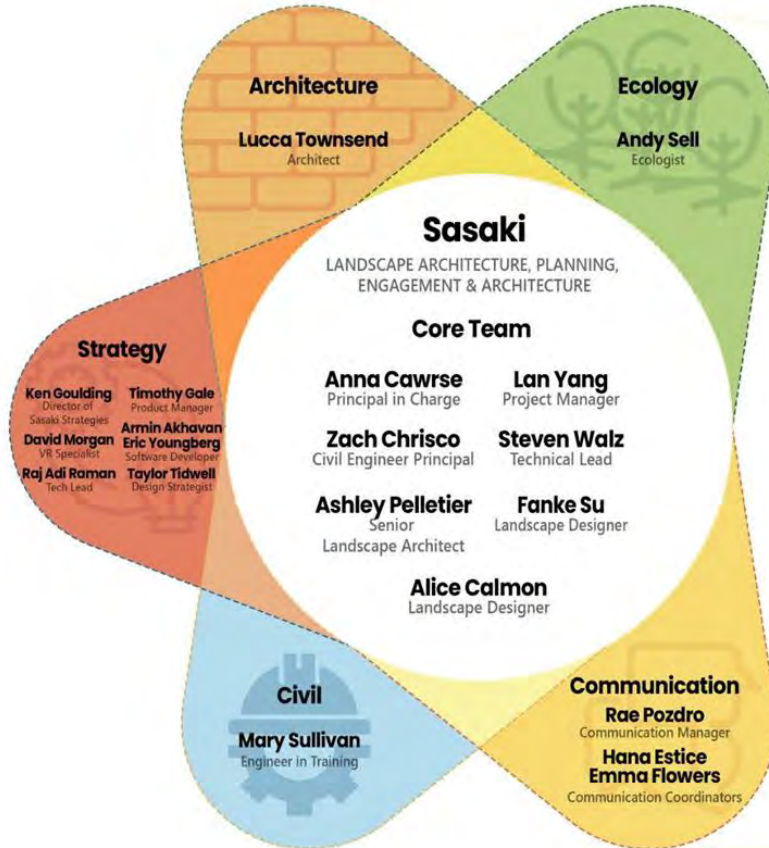 Architecture
Lucca Townsend
Architect
Ecology
Andy Sell
Ecologist
Sasaki
LANDSCAPE ARCHITECTURE, PLANNING,
ENGAGEMENT & ARCHITECTURE
Core Team
Anna Cawrse
Principal in Charge
Lan Yang
Project Manager
Zach Chrisco
Civil Engineer Principal
Steven Walz
Technical Lead
Ashley Pelletier
Senior
Landscape Architect
Fanke Su
Landscape Designer
Alice Calmon
Landscape Designer
Strategy
Ken Goulding
Director of
Sasaki Strategies
Timothy Gale
Product Manager
David Morgan
VR Specialist
Armin Akhavan
Eric Youngberg
Software Developer
Raj Adi Raman
Tech Lead
Taylor Tidwell
Design Strategist
Civil
Mary Sullivan
Engineer in Training
Communication
Rae Pozdro
Communication Manager
Hana Estice
Emma Flowers
Communication Coordinators